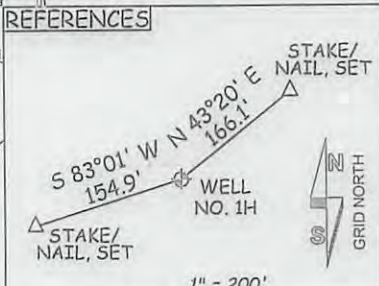 REFERENCES
STAKE/
NAIL, SET
N 43°20' E
166.1'
S 83°01' W
154.9'
WELL
NO. 1H
STAKE/
NAIL, SET
N
S
GRID NORTH
1" = 200'